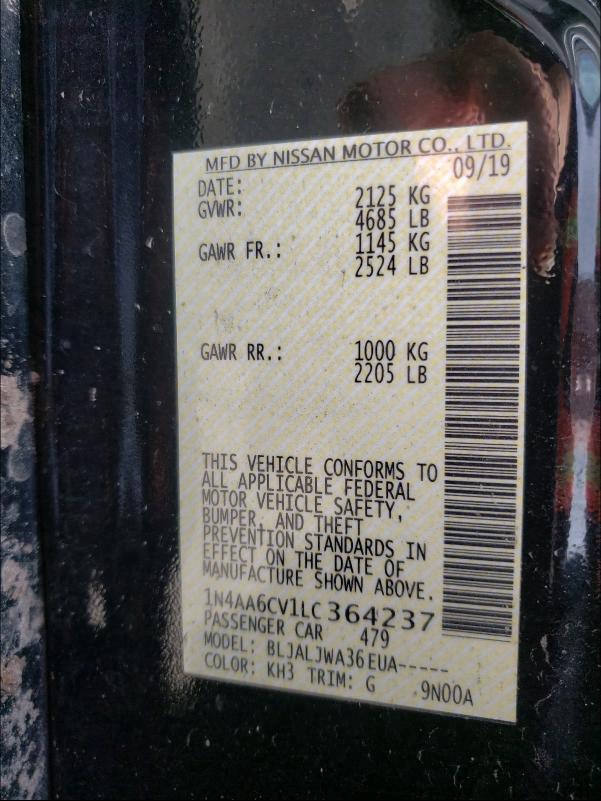 MFD BY NISSAN MOTOR CO., LTD.
DATE: 09/19
GVWR: 2125 KG
4685 LB
GAWR FR.: 1145 KG
2524 LB
GAWR RR.: 1000 KG
2205 LB
THIS VEHICLE CONFORMS TO
ALL APPLICABLE FEDERAL
MOTOR VEHICLE SAFETY,
BUMPER, AND THEFT
PREVENTION STANDARDS IN
EFFECT ON THE DATE OF
MANUFACTURE SHOWN ABOVE.
1N4AA6CV1LC364237
PASSENGER CAR 479
MODEL: BLJALJWA36EUA-----
COLOR: KH3 TRIM: G 9N00A